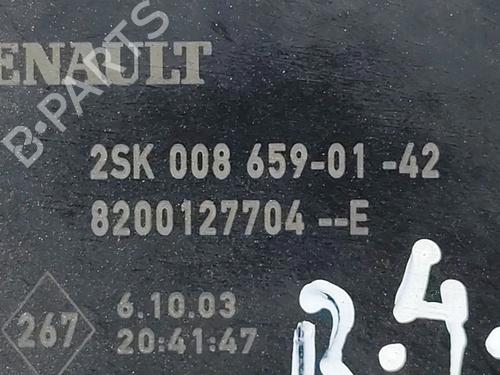 RENAULT
B-PARTS
2SK 008 659-01 -42
8200127704 --E
6.10.03
267
20:41:47